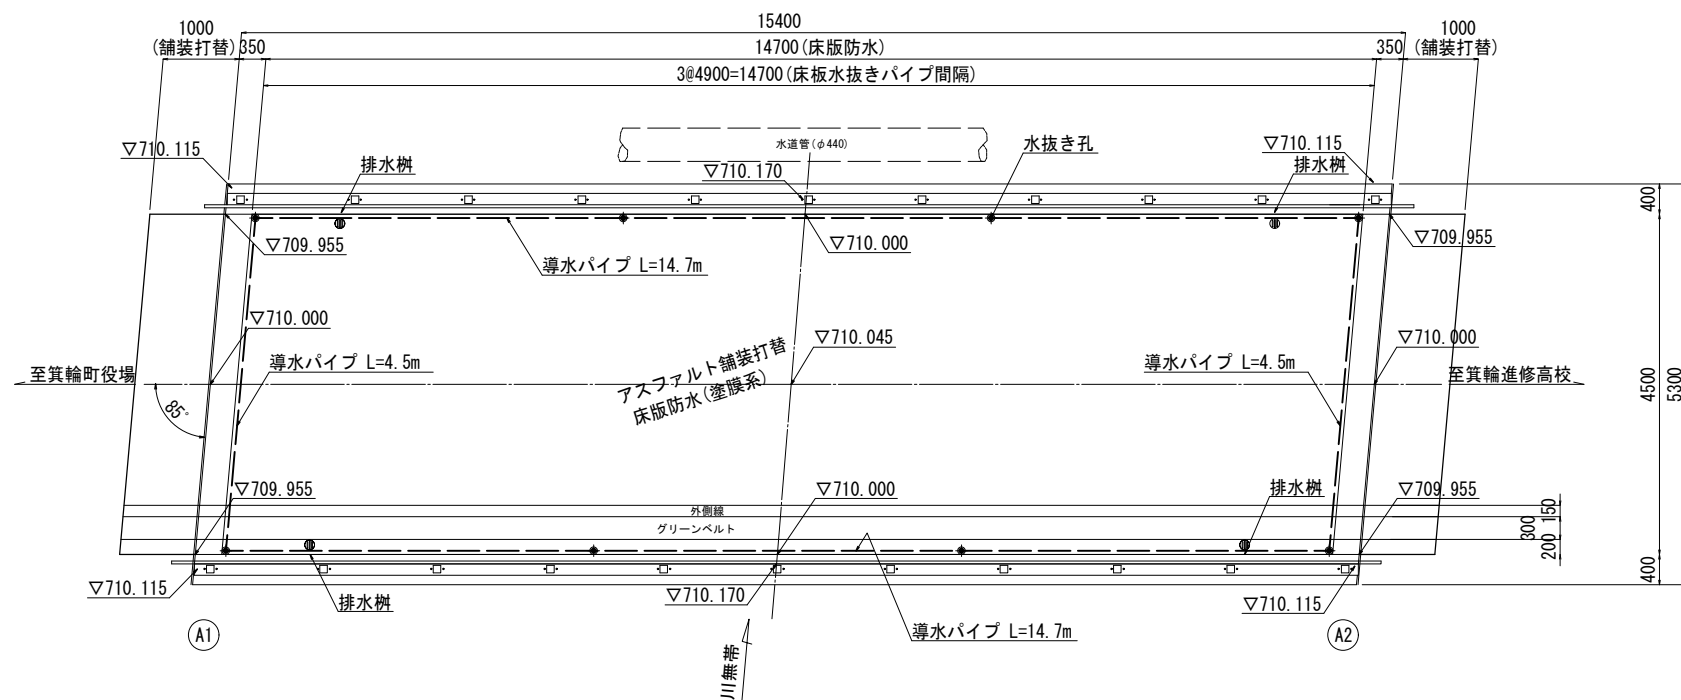 15400
1000
(舗装打替)
350
14700(床版防水)
350
1000
(舗装打替)
3@4900=14700(床板水抜きパイプ間隔)
水道管(φ440)
水抜き孔
▽710.115
排水桝
▽710.170
▽710.115
排水桝
400
▽709.955
▽710.000
▽709.955
導水パイプ L=14.7m
▽710.000
▽710.045
▽710.000
導水パイプ L=4.5m
アスファルト舗装打替
床版防水(塗膜系)
導水パイプ L=4.5m
至箕輪町役場
至箕輪進修高校
85°
4500
5300
▽709.955
▽710.000
排水桝
▽709.955
外側線
150
グリーンベルト
300
200
400
▽710.115
排水桝
▽710.170
▽710.115
導水パイプ L=14.7m
A1
A2
帯無川